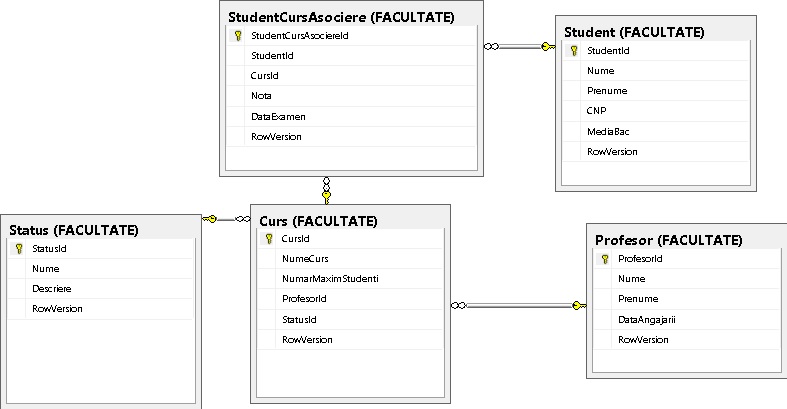 StudentCursAsociere (FACULTATE)
StudentCursAsociereId
StudentId
CursId
Nota
DataExamen
RowVersion
Student (FACULTATE)
StudentId
Nume
Prenume
CNP
MediaBac
RowVersion
Status (FACULTATE)
StatusId
Nume
Descriere
RowVersion
Curs (FACULTATE)
CursId
NumeCurs
NumarMaximStudenti
ProfesorId
StatusId
RowVersion
Profesor (FACULTATE)
ProfesorId
Nume
Prenume
DataAngajarii
RowVersion